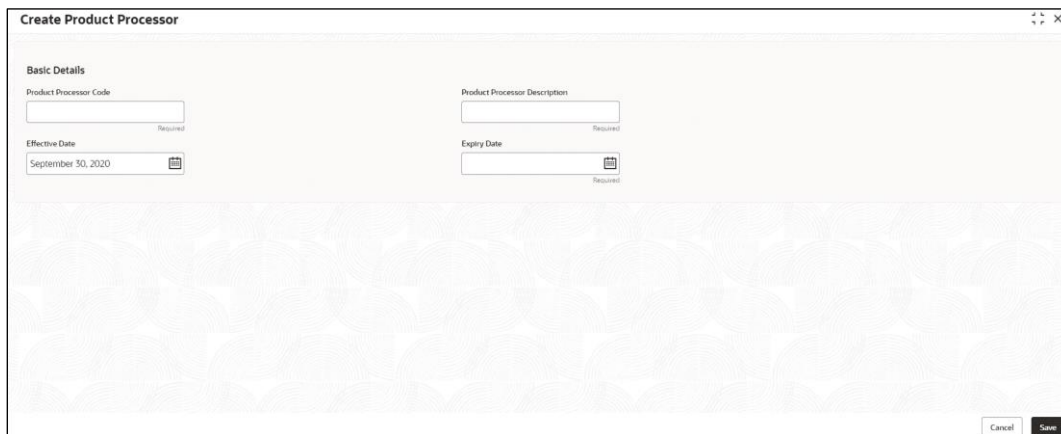 Create Product Processor
Basic Details
Product Processor Code
Product Processor Description
Required
Required
Effective Date
Expiry Date
September 30, 2020
Required
Cancel
Save